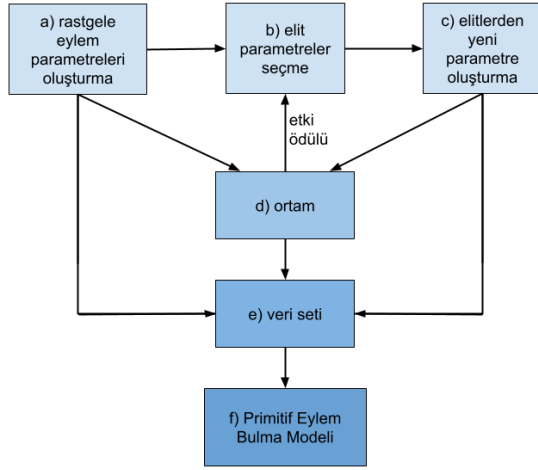 a) rastgele
eylem
parametreleri
oluşturma
b) elit
parametreler
seçme
c) elitlerden
yeni
parametre
oluşturma
etki
ödülü
d) ortam
e) veri seti
f) Primitif Eylem
Bulma Modeli